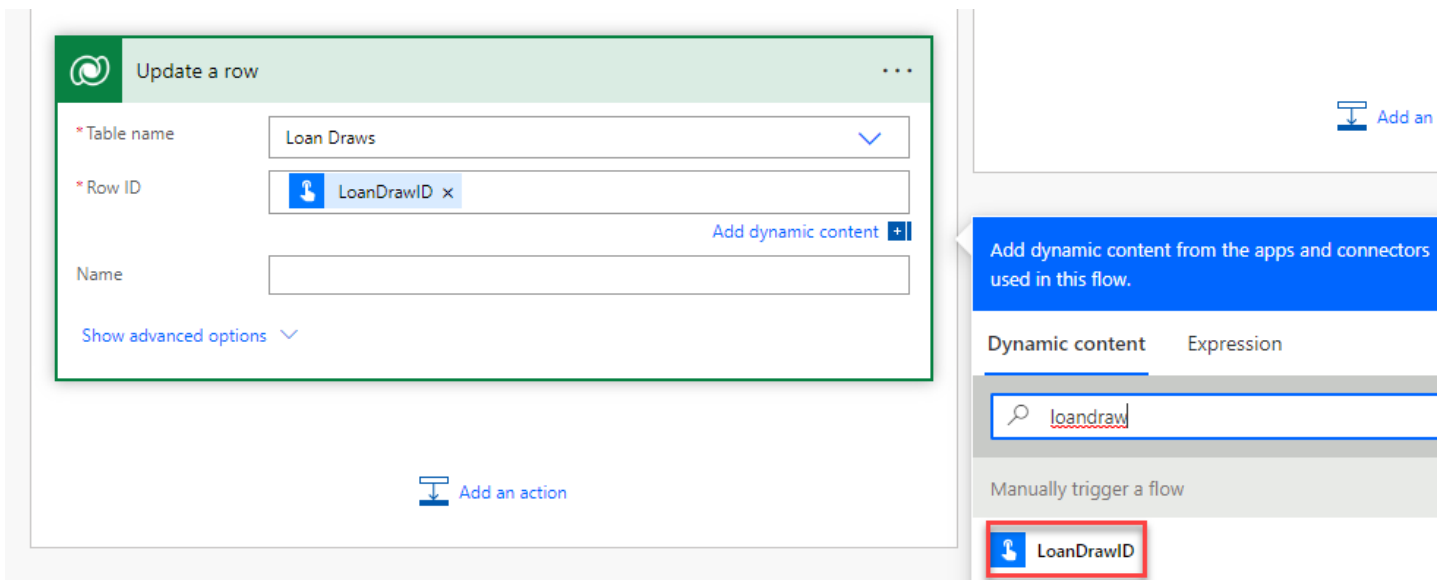 Update a row
...
* Table name
Loan Draws
* Row ID
LoanDrawID ×
Add dynamic content +
Name
Show advanced options
Add an action
Add an
Add dynamic content from the apps and connectors
used in this flow.
Dynamic content Expression
loandraw
Manually trigger a flow
LoanDrawID